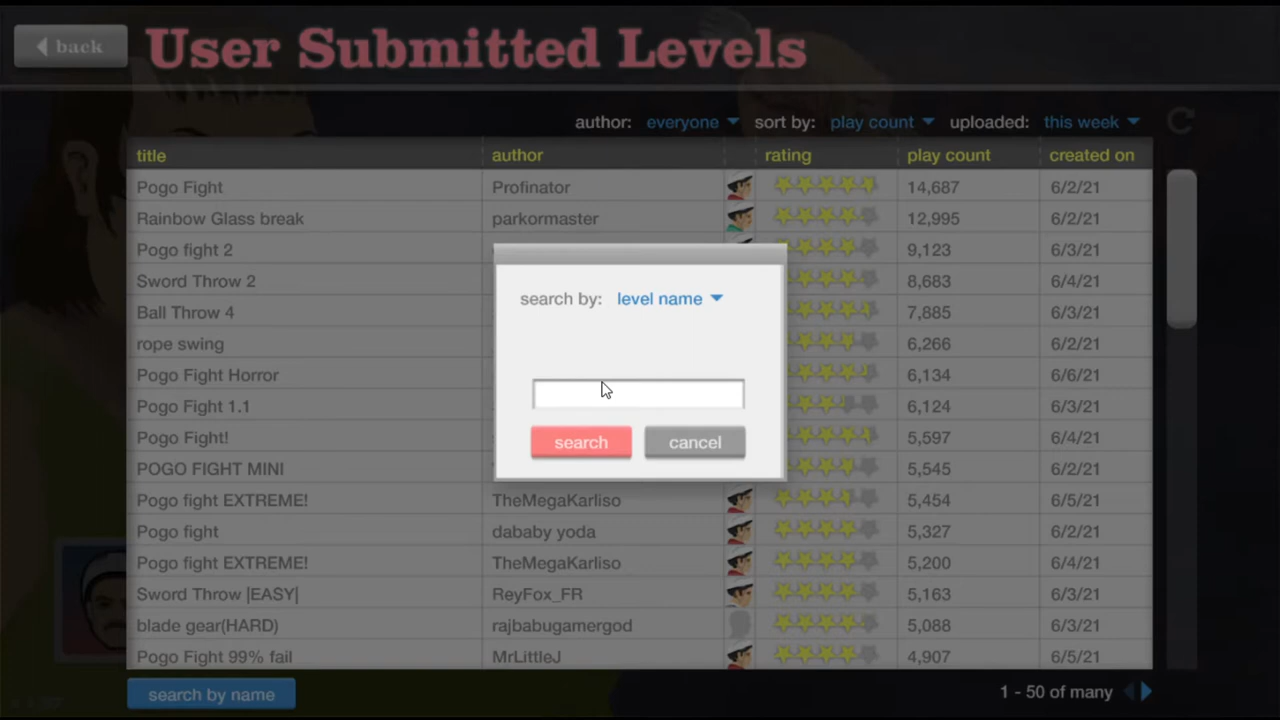 back
User Submitted Levels
author: everyone sort by: play count uploaded: this week
title author rating play count created on
Pogo Fight Profinator 14,687 6/2/21
Rainbow Glass break parkormaster 12,995 6/2/21
Pogo fight 2 9,123 6/3/21
Sword Throw 2 8,683 6/4/21
Ball Throw 4 7,885 6/3/21
rope swing 6,266 6/2/21
Pogo Fight Horror 6,134 6/6/21
Pogo Fight 1.1 6,124 6/3/21
Pogo Fight! 5,597 6/4/21
POGO FIGHT MINI 5,545 6/2/21
Pogo fight EXTREME! TheMegaKarliso 5,454 6/5/21
Pogo fight dababy yoda 5,327 6/2/21
Pogo fight EXTREME! TheMegaKarliso 5,200 6/4/21
Sword Throw |EASY| ReyFox_FR 5,163 6/3/21
blade gear(HARD) rajbabugamergod 5,088 6/3/21
Pogo Fight 99% fail MrLittleJ 4,907 6/5/21
search by: level name
search cancel
search by name 1 - 50 of many